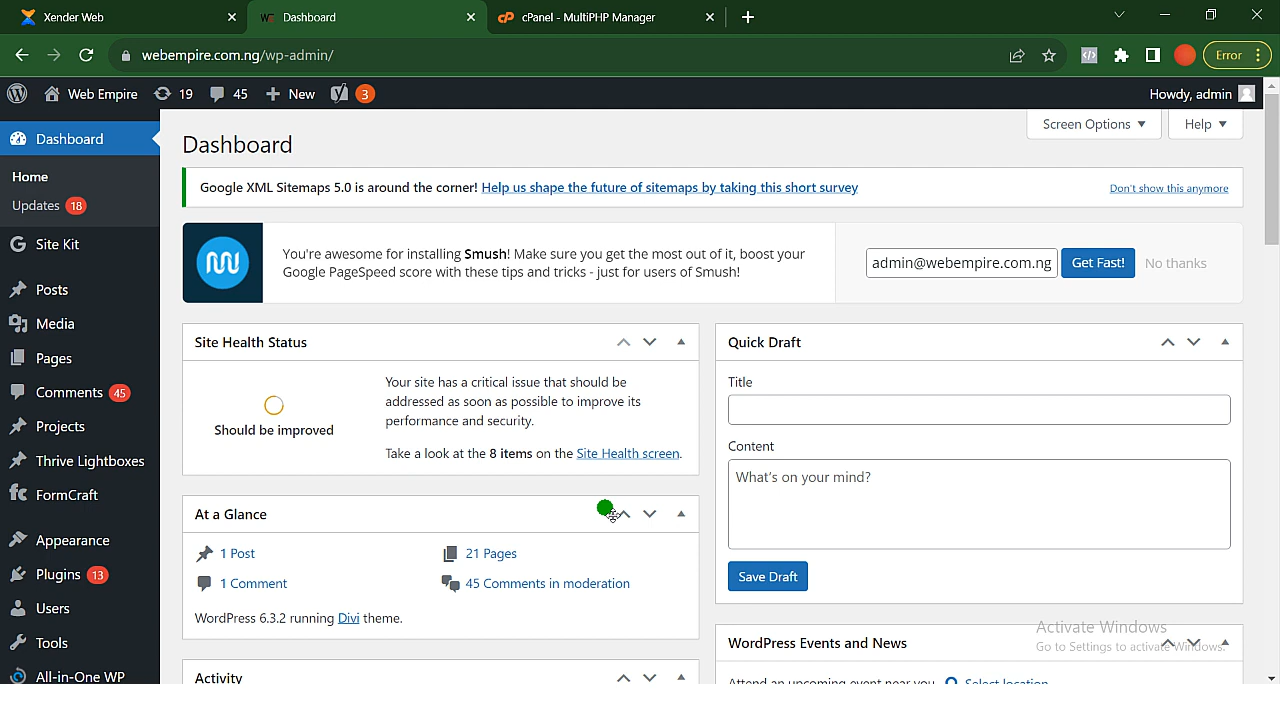 Xender Web
Dashboard
cPanel - MultiPHP Manager
webempire.com.ng/wp-admin/
Error
Web Empire
19
45
New
3
Howdy, admin
Dashboard
Home
Updates 18
Site Kit
Posts
Media
Pages
Comments 45
Projects
Thrive Lightboxes
FormCraft
Appearance
Plugins 13
Users
Tools
All-in-One WP
Screen Options
Help
Dashboard
Google XML Sitemaps 5.0 is around the corner! Help us shape the future of sitemaps by taking this short survey
Don't show this anymore
You're awesome for installing Smush! Make sure you get the most out of it, boost your
Google PageSpeed score with these tips and tricks - just for users of Smush!
admin@webempire.com.ng
Get Fast!
No thanks
Site Health Status
Should be improved
Your site has a critical issue that should be
addressed as soon as possible to improve its
performance and security.
Take a look at the 8 items on the Site Health screen.
At a Glance
1 Post
21 Pages
1 Comment
45 Comments in moderation
WordPress 6.3.2 running Divi theme.
Activity
Quick Draft
Title
Content
What's on your mind?
Save Draft
WordPress Events and News
Attend an upcoming event near you
Select location
Activate Windows
Go to Settings to activate Windows.